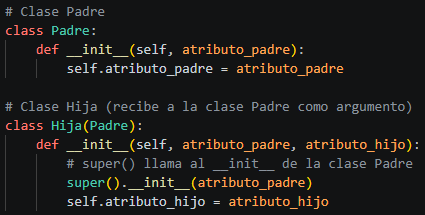 # Clase Padre
class Padre:
    def __init__(self, atributo_padre):
        self.atributo_padre = atributo_padre

# Clase Hija (recibe a la clase Padre como argumento)
class Hija(Padre):
    def __init__(self, atributo_padre, atributo_hijo):
        # super() llama al __init__ de la clase Padre
        super().__init__(atributo_padre)
        self.atributo_hijo = atributo_hijo